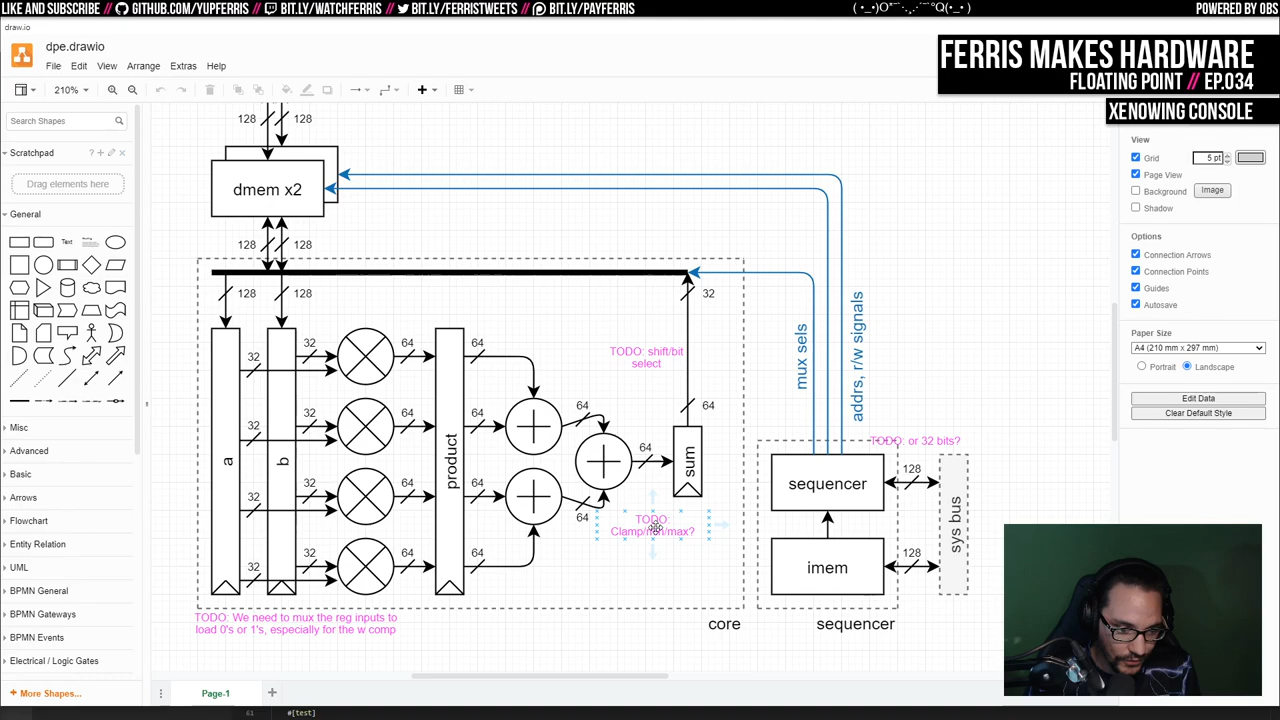 LIKE AND SUBSCRIBE // GITHUB.COM/YUPFERRIS // BIT.LY/WATCHFERRIS // BIT.LY/FERRISTWEETS // BIT.LY/PAYFERRIS
POWERED BY OBS
draw.io
dpe.drawio
File Edit View Arrange Extras Help
FERRIS MAKES HARDWARE
FLOATING POINT // EP.034
XENOWING CONSOLE
210%
Search Shapes
Scratchpad
Drag elements here
General
Text
Misc
Advanced
Basic
Arrows
Flowchart
Entity Relation
UML
BPMN General
BPMN Gateways
BPMN Events
Electrical / Logic Gates
+ More Shapes...
128 128
dmem x2
128 128
128 128
32
TODO: shift/bit
select
mux sels
addrs, r/w signals
32 32 64 64
32 32 64 64
32 32 64 64
32 32 64 64
64
64
64
64
a
b
product
sum
TODO:
Clamp/min/max?
TODO: We need to mux the reg inputs to
load 0's or 1's, especially for the w comp
core
TODO: or 32 bits?
sequencer
128
imem
128
sys bus
sequencer
View
Grid 5 pt
Page View
Background Image
Shadow
Options
Connection Arrows
Connection Points
Guides
Autosave
Paper Size
A4 (210 mm x 297 mm)
Portrait Landscape
Edit Data
Clear Default Style
Page-1
61 #[test]